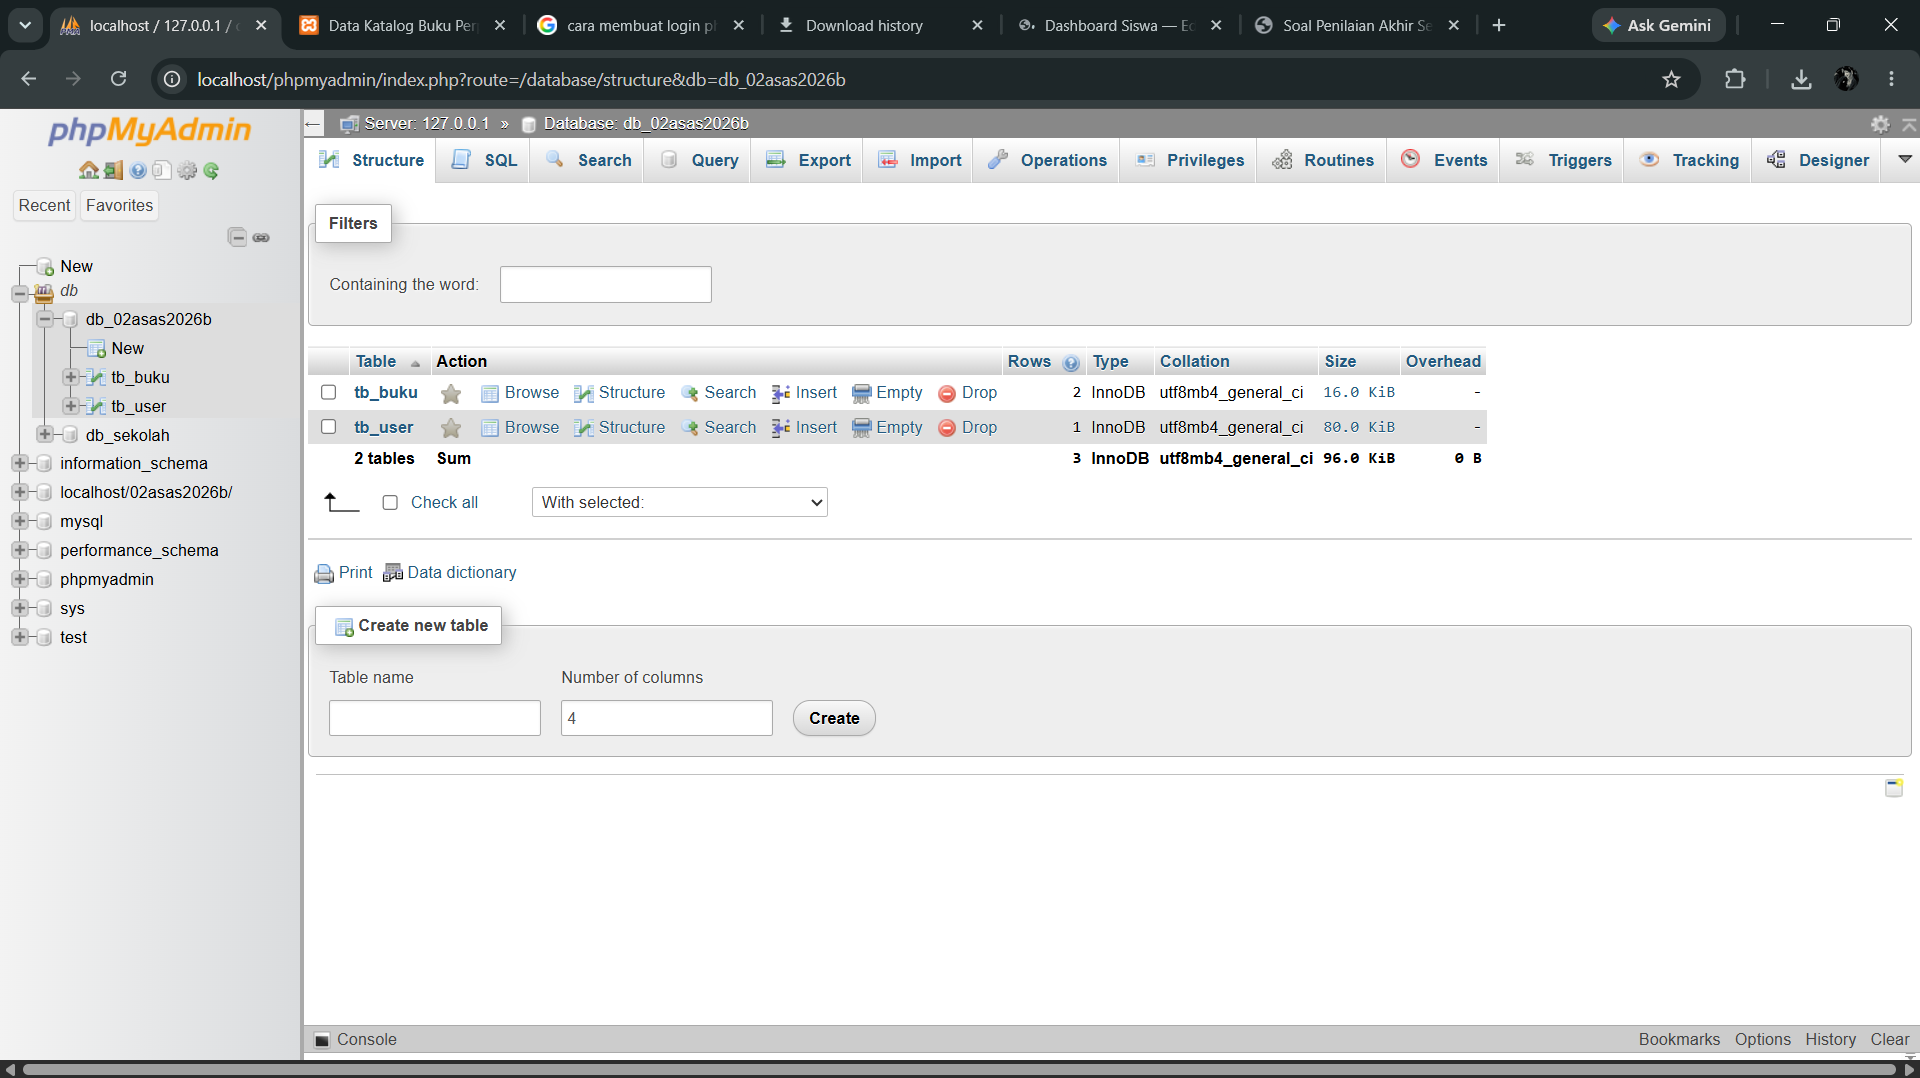 localhost / 127.0.0.1 /
Data Katalog Buku Per
cara membuat login p
Download history
Dashboard Siswa — Ec
Soal Penilaian Akhir Se
Ask Gemini
localhost/phpmyadmin/index.php?route=/database/structure&db=db_02asas2026b
phpMyAdmin
Recent
Favorites
New
db
db_02asas2026b
New
tb_buku
tb_user
db_sekolah
information_schema
localhost/02asas2026b/
mysql
performance_schema
phpmyadmin
sys
test
Server: 127.0.0.1 » Database: db_02asas2026b
Structure SQL Search Query Export Import Operations Privileges Routines Events Triggers Tracking Designer
Filters
Containing the word:
Table Action Rows Type Collation Size Overhead
tb_buku Browse Structure Search Insert Empty Drop 2 InnoDB utf8mb4_general_ci 16.0 KiB -
tb_user Browse Structure Search Insert Empty Drop 1 InnoDB utf8mb4_general_ci 80.0 KiB -
2 tables Sum 3 InnoDB utf8mb4_general_ci 96.0 KiB 0 B
Check all With selected:
Print Data dictionary
Create new table
Table name Number of columns
4 Create
Console Bookmarks Options History Clear